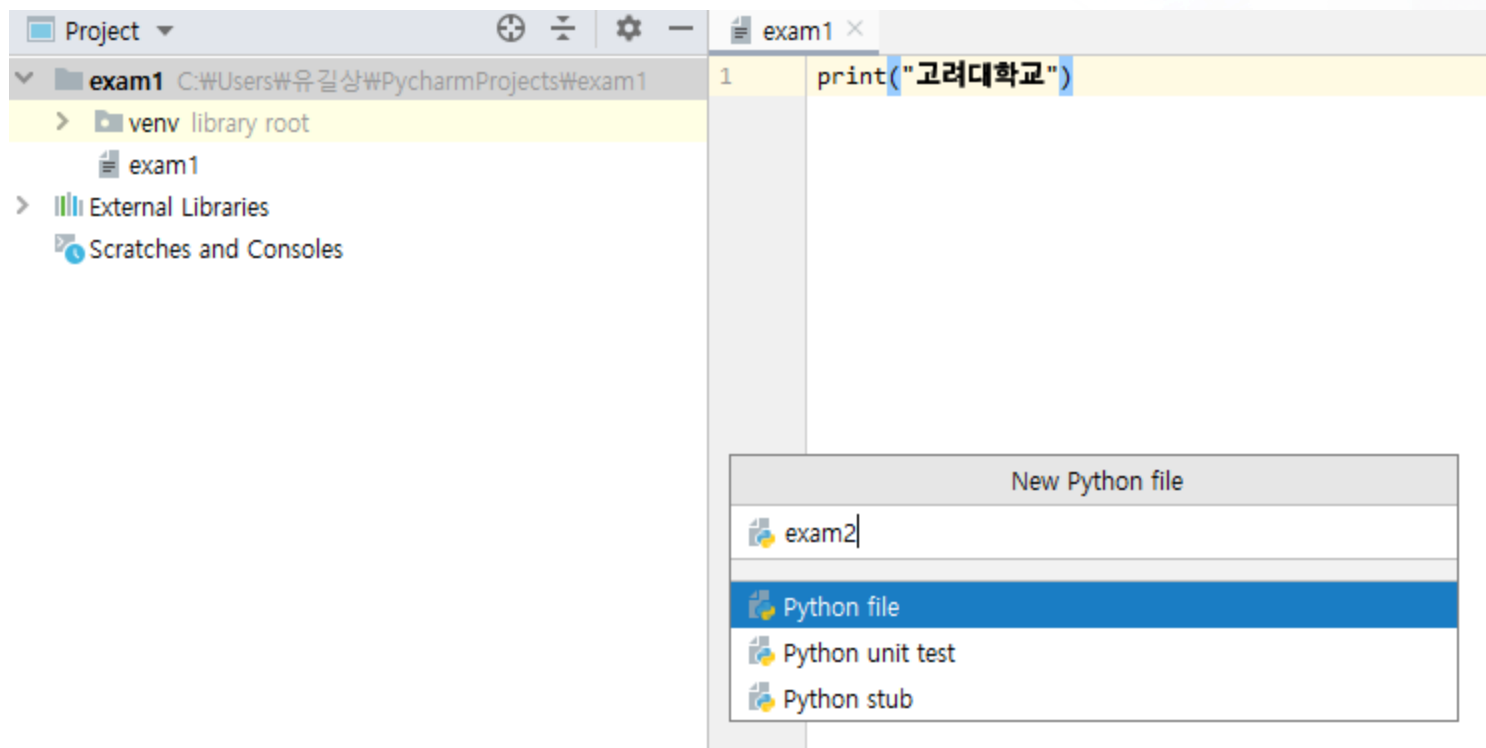 Project
exam1 C:₩Users₩유길상₩PycharmProjects₩exam1
venv library root
exam1
External Libraries
Scratches and Consoles
exam1
1 print("고려대학교")
New Python file
exam2
Python file
Python unit test
Python stub